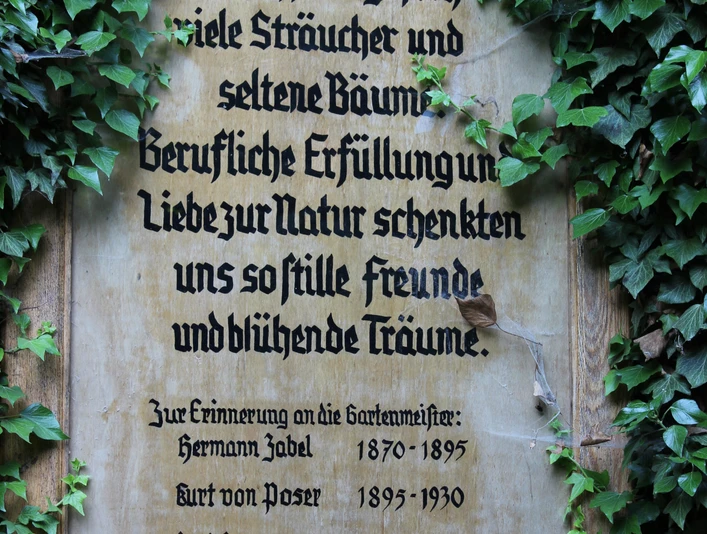 viele Sträucher und
seltene Bäume.
Berufliche Erfüllung und
Liebe zur Natur schenkten
uns so stille Freunde
und blühende Träume.
Zur Erinnerung an die Gartenmeister:
Hermann Zabel 1870-1895
Kurt von Poser 1895-1930